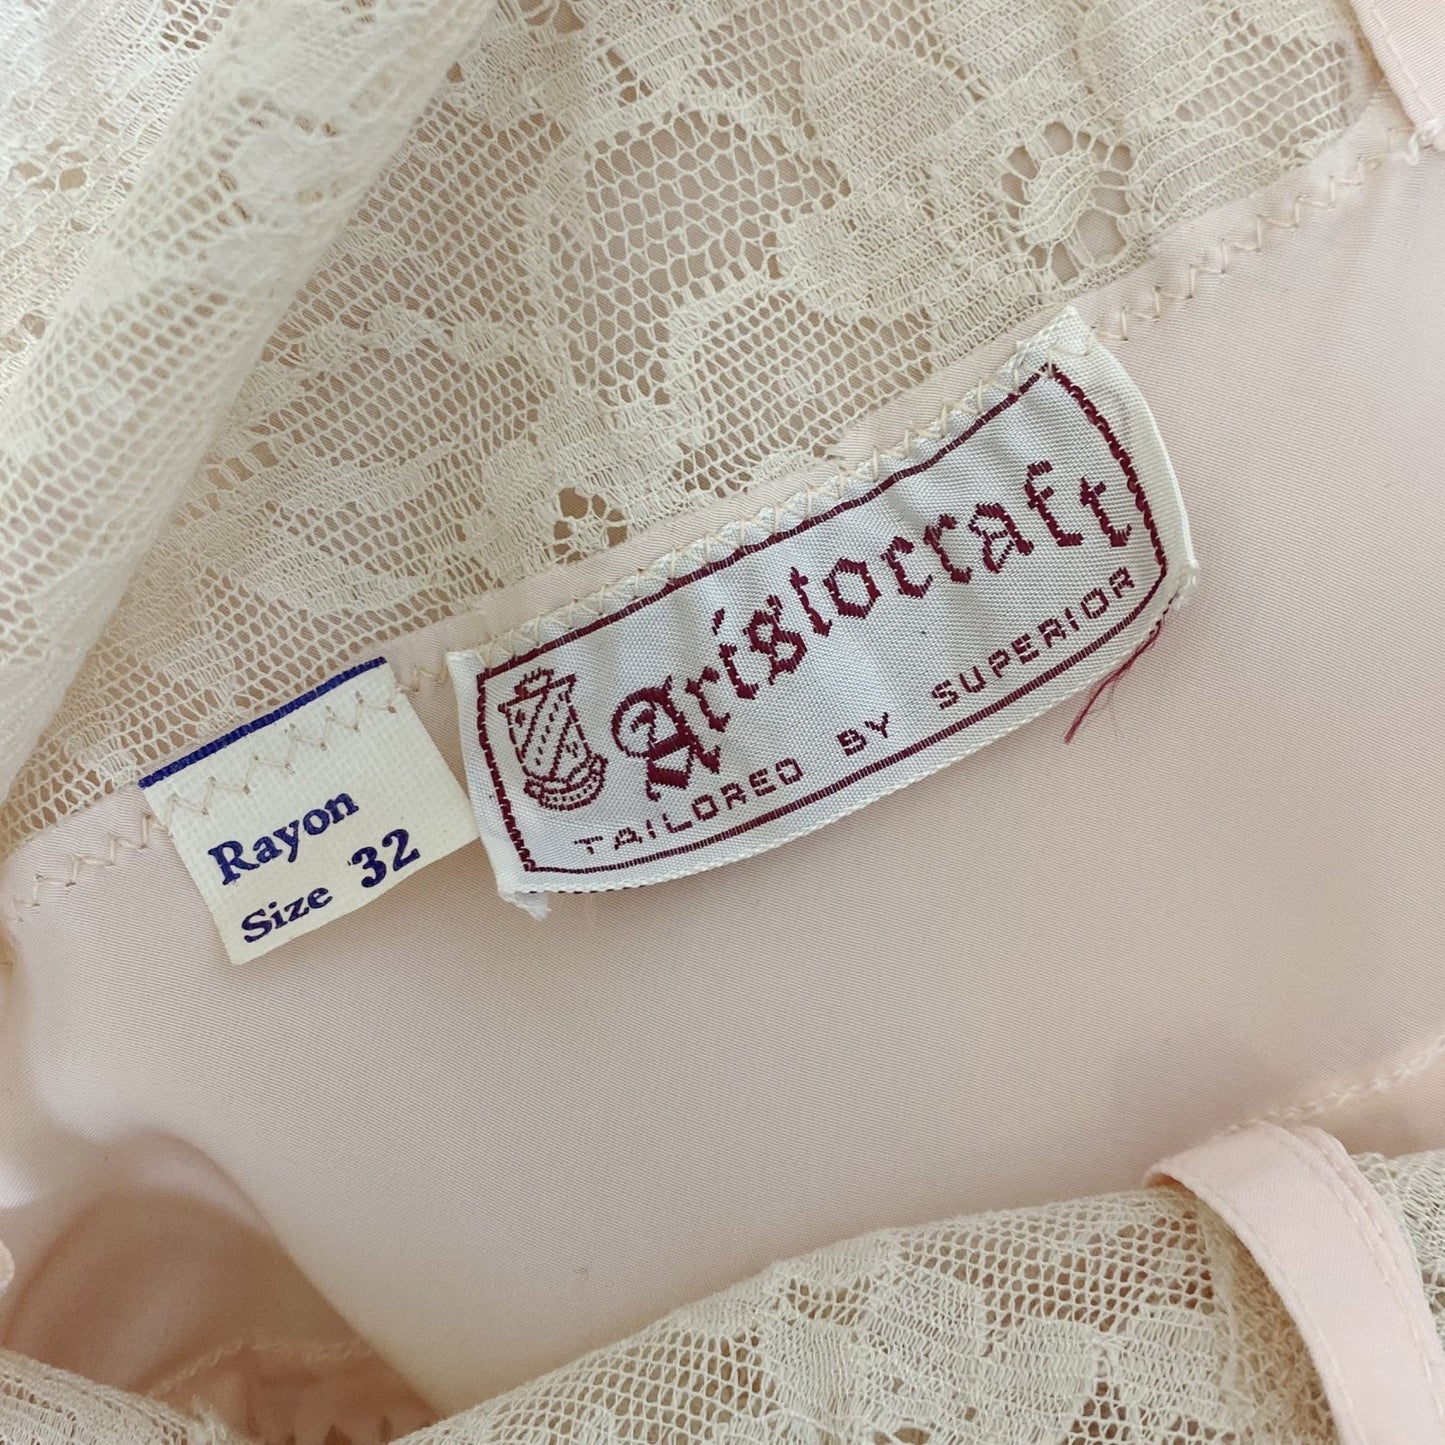 Aristocraft
TAILORED BY SUPERIOR
Rayon
Size 32